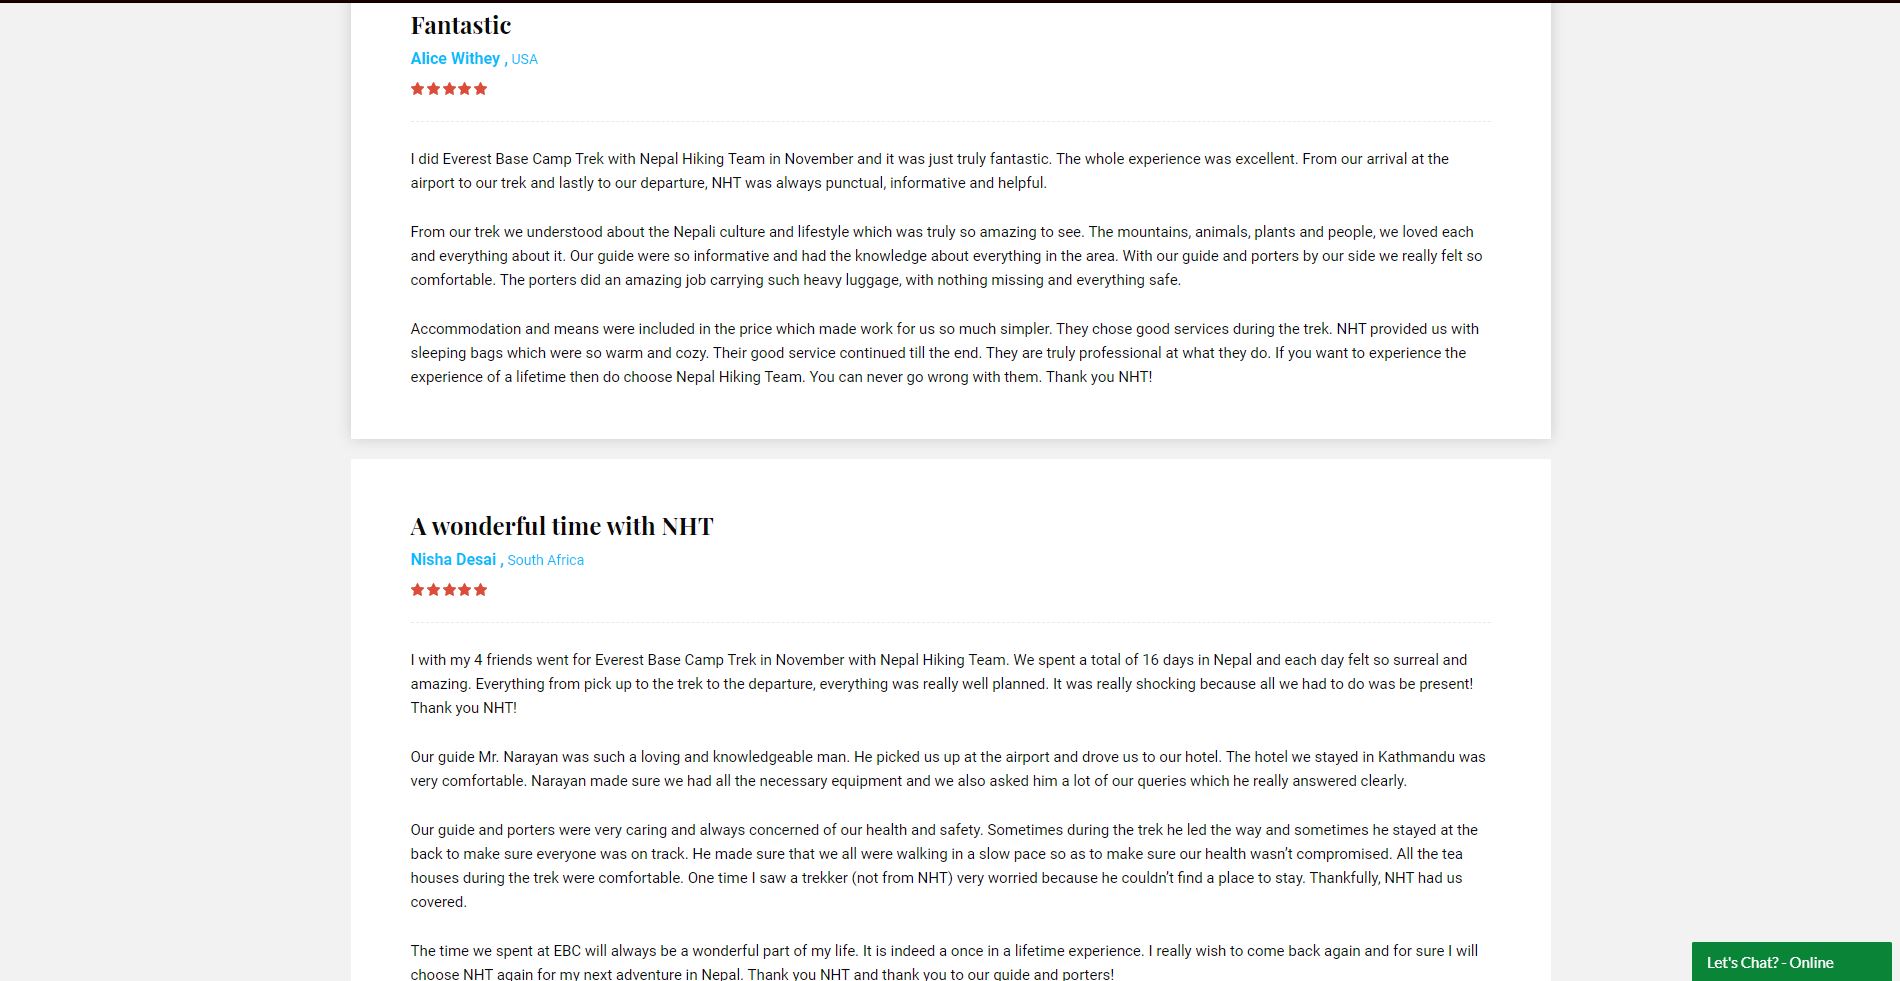 Fantastic
Alice Withey , USA
I did Everest Base Camp Trek with Nepal Hiking Team in November and it was just truly fantastic. The whole experience was excellent. From our arrival at the
airport to our trek and lastly to our departure, NHT was always punctual, informative and helpful.
From our trek we understood about the Nepali culture and lifestyle which was truly so amazing to see. The mountains, animals, plants and people, we loved each
and everything about it. Our guide were so informative and had the knowledge about everything in the area. With our guide and porters by our side we really felt so
comfortable. The porters did an amazing job carrying such heavy luggage, with nothing missing and everything safe.
Accommodation and means were included in the price which made work for us so much simpler. They chose good services during the trek. NHT provided us with
sleeping bags which were so warm and cozy. Their good service continued till the end. They are truly professional at what they do. If you want to experience the
experience of a lifetime then do choose Nepal Hiking Team. You can never go wrong with them. Thank you NHT!
A wonderful time with NHT
Nisha Desai , South Africa
I with my 4 friends went for Everest Base Camp Trek in November with Nepal Hiking Team. We spent a total of 16 days in Nepal and each day felt so surreal and
amazing. Everything from pick up to the trek to the departure, everything was really well planned. It was really shocking because all we had to do was be present!
Thank you NHT!
Our guide Mr. Narayan was such a loving and knowledgeable man. He picked us up at the airport and drove us to our hotel. The hotel we stayed in Kathmandu was
very comfortable. Narayan made sure we had all the necessary equipment and we also asked him a lot of our queries which he really answered clearly.
Our guide and porters were very caring and always concerned of our health and safety. Sometimes during the trek he led the way and sometimes he stayed at the
back to make sure everyone was on track. He made sure that we all were walking in a slow pace so as to make sure our health wasn’t compromised. All the tea
houses during the trek were comfortable. One time I saw a trekker (not from NHT) very worried because he couldn’t find a place to stay. Thankfully, NHT had us
covered.
The time we spent at EBC will always be a wonderful part of my life. It is indeed a once in a lifetime experience. I really wish to come back again and for sure I will
choose NHT again for my next adventure in Nepal. Thank you NHT and thank you to our guide and porters!
Let's Chat? - Online